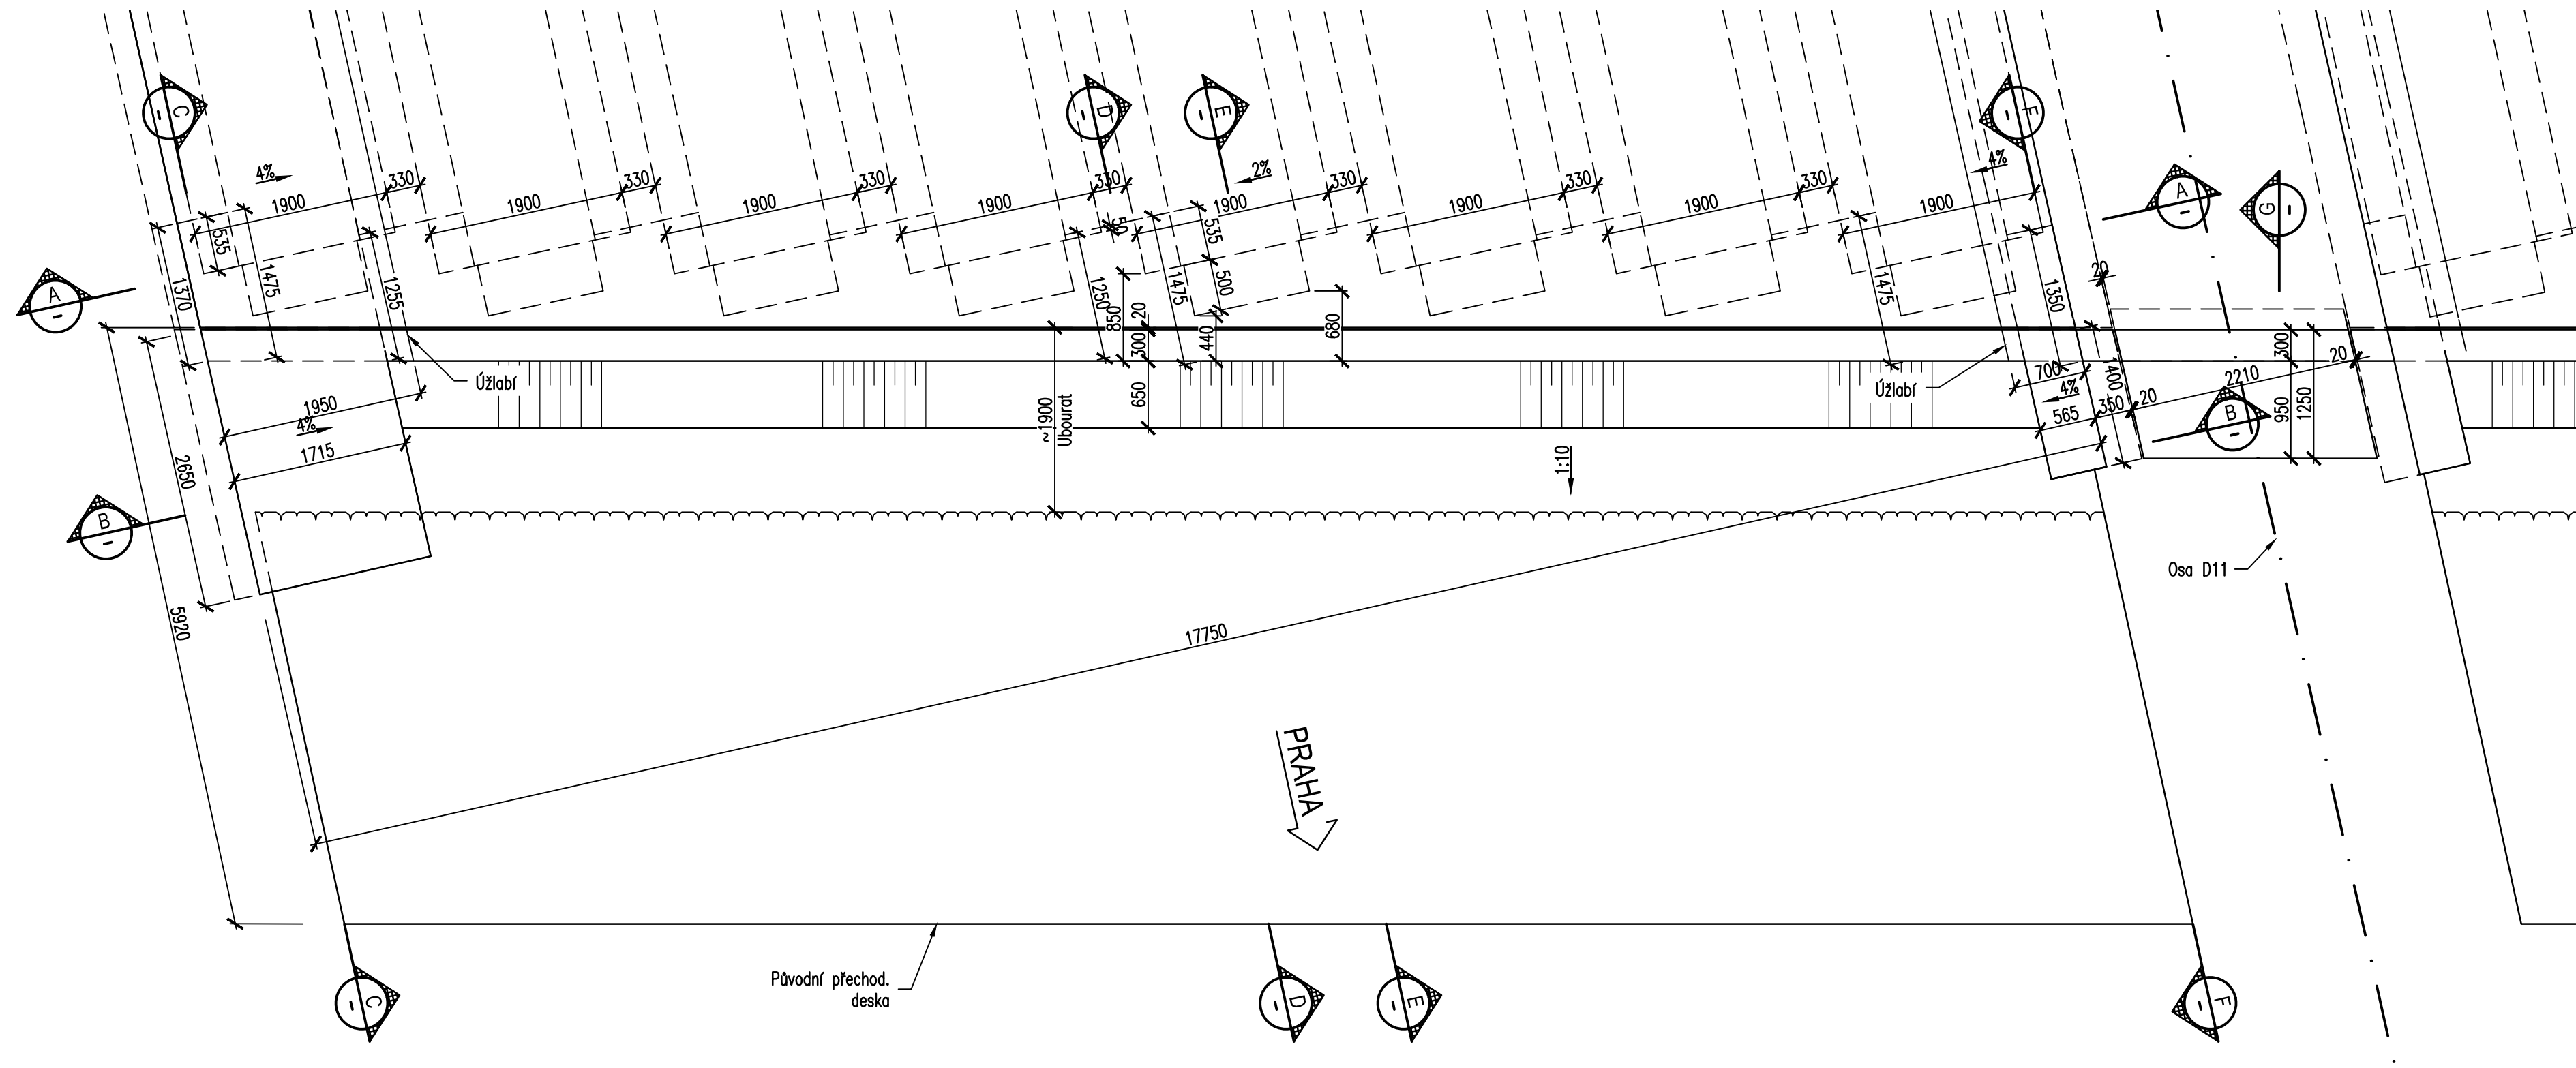 C
D
E
F
A
G
4%
2%
4%
1900
330
1900
330
1900
330
1900
330
1900
330
1900
330
1900
330
1900
535
1475
1370
1255
50
535
1475
500
1250
850
20
300
440
680
650
1475
1350
20
A
Úžlabí
1950
4%
1715
~1900
Ubourat
1:10
Úžlabí
700
4%
565
350
1400
20
2210
20
300
950
1250
B
2650
B
5920
17750
Osa D11
PRAHA
Původní přechod.
deska
C
D
E
F